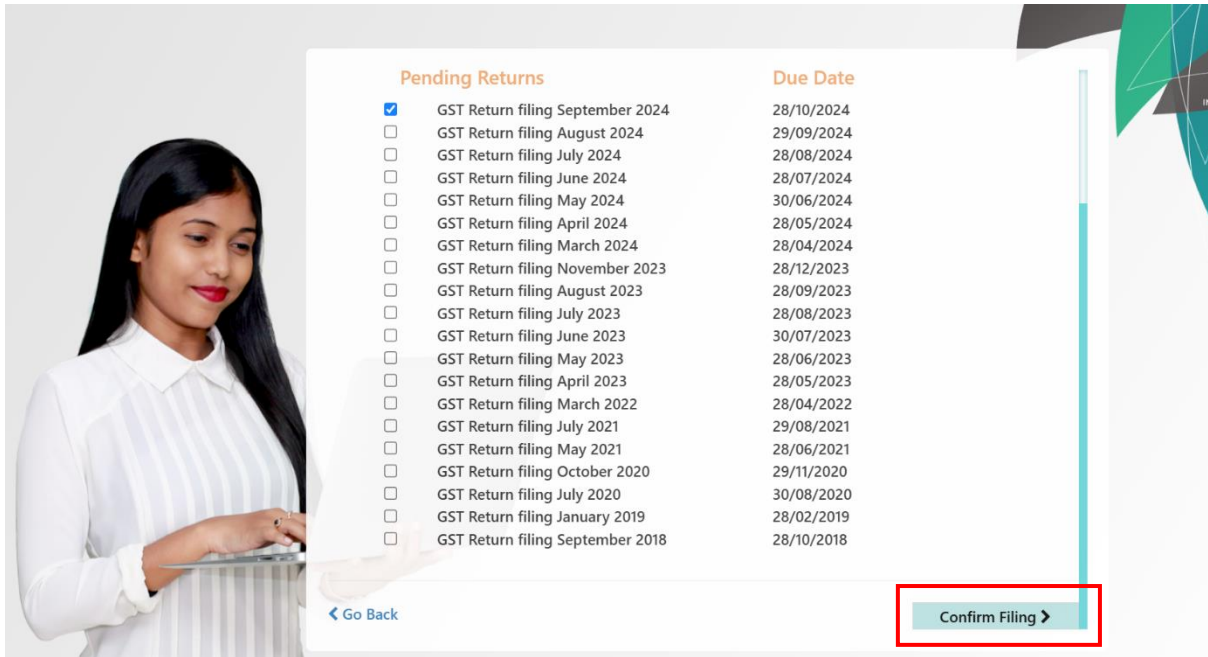 Pending Returns Due Date
GST Return filing September 2024 28/10/2024
GST Return filing August 2024 29/09/2024
GST Return filing July 2024 28/08/2024
GST Return filing June 2024 28/07/2024
GST Return filing May 2024 30/06/2024
GST Return filing April 2024 28/05/2024
GST Return filing March 2024 28/04/2024
GST Return filing November 2023 28/12/2023
GST Return filing August 2023 28/09/2023
GST Return filing July 2023 28/08/2023
GST Return filing June 2023 30/07/2023
GST Return filing May 2023 28/06/2023
GST Return filing April 2023 28/05/2023
GST Return filing March 2022 28/04/2022
GST Return filing July 2021 29/08/2021
GST Return filing May 2021 28/06/2021
GST Return filing October 2020 29/11/2020
GST Return filing July 2020 30/08/2020
GST Return filing January 2019 28/02/2019
GST Return filing September 2018 28/10/2018
Go Back Confirm Filing